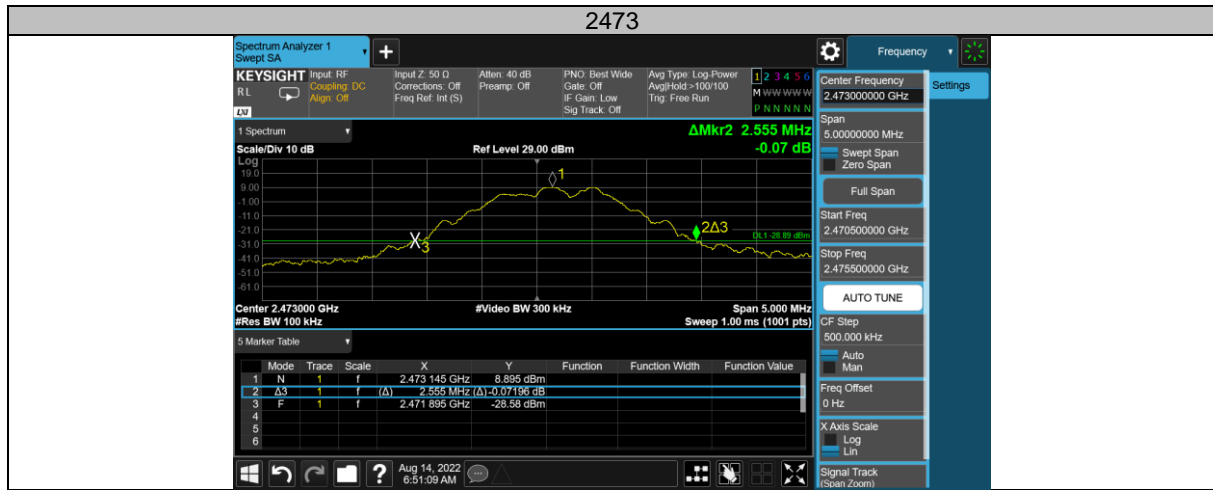 2473
Spectrum Analyzer 1
Swept SA
Frequency
KEYSIGHT
RL
LXI
Input: RF
Coupling: DC
Align: Off
Input Z: 50 Ω
Corrections: Off
Freq Ref: Int (S)
Atten: 40 dB
Preamp: Off
PNO: Best Wide
Gate: Off
IF Gain: Low
Sig Track: Off
Avg Type: Log-Power
Avg|Hold:>100/100
Trig: Free Run
1 2 3 4 5 6
M W W W W W
P N N N N N
1 Spectrum
Scale/Div 10 dB
Ref Level 29.00 dBm
ΔMkr2 2.555 MHz
-0.07 dB
Log
19.0
9.00
-1.00
-11.0
-21.0
-31.0
-41.0
-51.0
-61.0
1
2Δ3
3
DL1 -28.89 dBm
Center 2.473000 GHz
#Video BW 300 kHz
Span 5.000 MHz
#Res BW 100 kHz
Sweep 1.00 ms (1001 pts)
5 Marker Table
Mode Trace Scale X Y Function Function Width Function Value
1 N 1 f 2.473 145 GHz 8.895 dBm
2 Δ3 1 f (Δ) 2.555 MHz (Δ) -0.07196 dB
3 F 1 f 2.471 895 GHz -28.58 dBm
4
5
6
Center Frequency
2.473000000 GHz
Settings
Span
5.00000000 MHz
Swept Span
Zero Span
Full Span
Start Freq
2.470500000 GHz
Stop Freq
2.475500000 GHz
AUTO TUNE
CF Step
500.000 kHz
Auto
Man
Freq Offset
0 Hz
X Axis Scale
Log
Lin
Signal Track
(Span Zoom)
?
Aug 14, 2022
6:51:09 AM